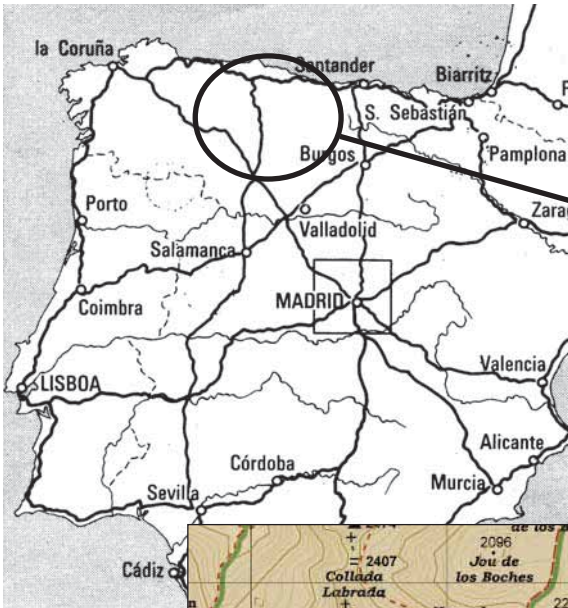 la Coruña
Santander
Biarritz
S. Sebastián
Burgos
Pamplona
Porto
Valladolid
Salamanca
Coimbra
MADRID
LISBOA
Valencia
Alicante
Córdoba
Murcia
Sevilla
Cádiz
2407
Collada
Labrada
2096
Jou de
los Boches